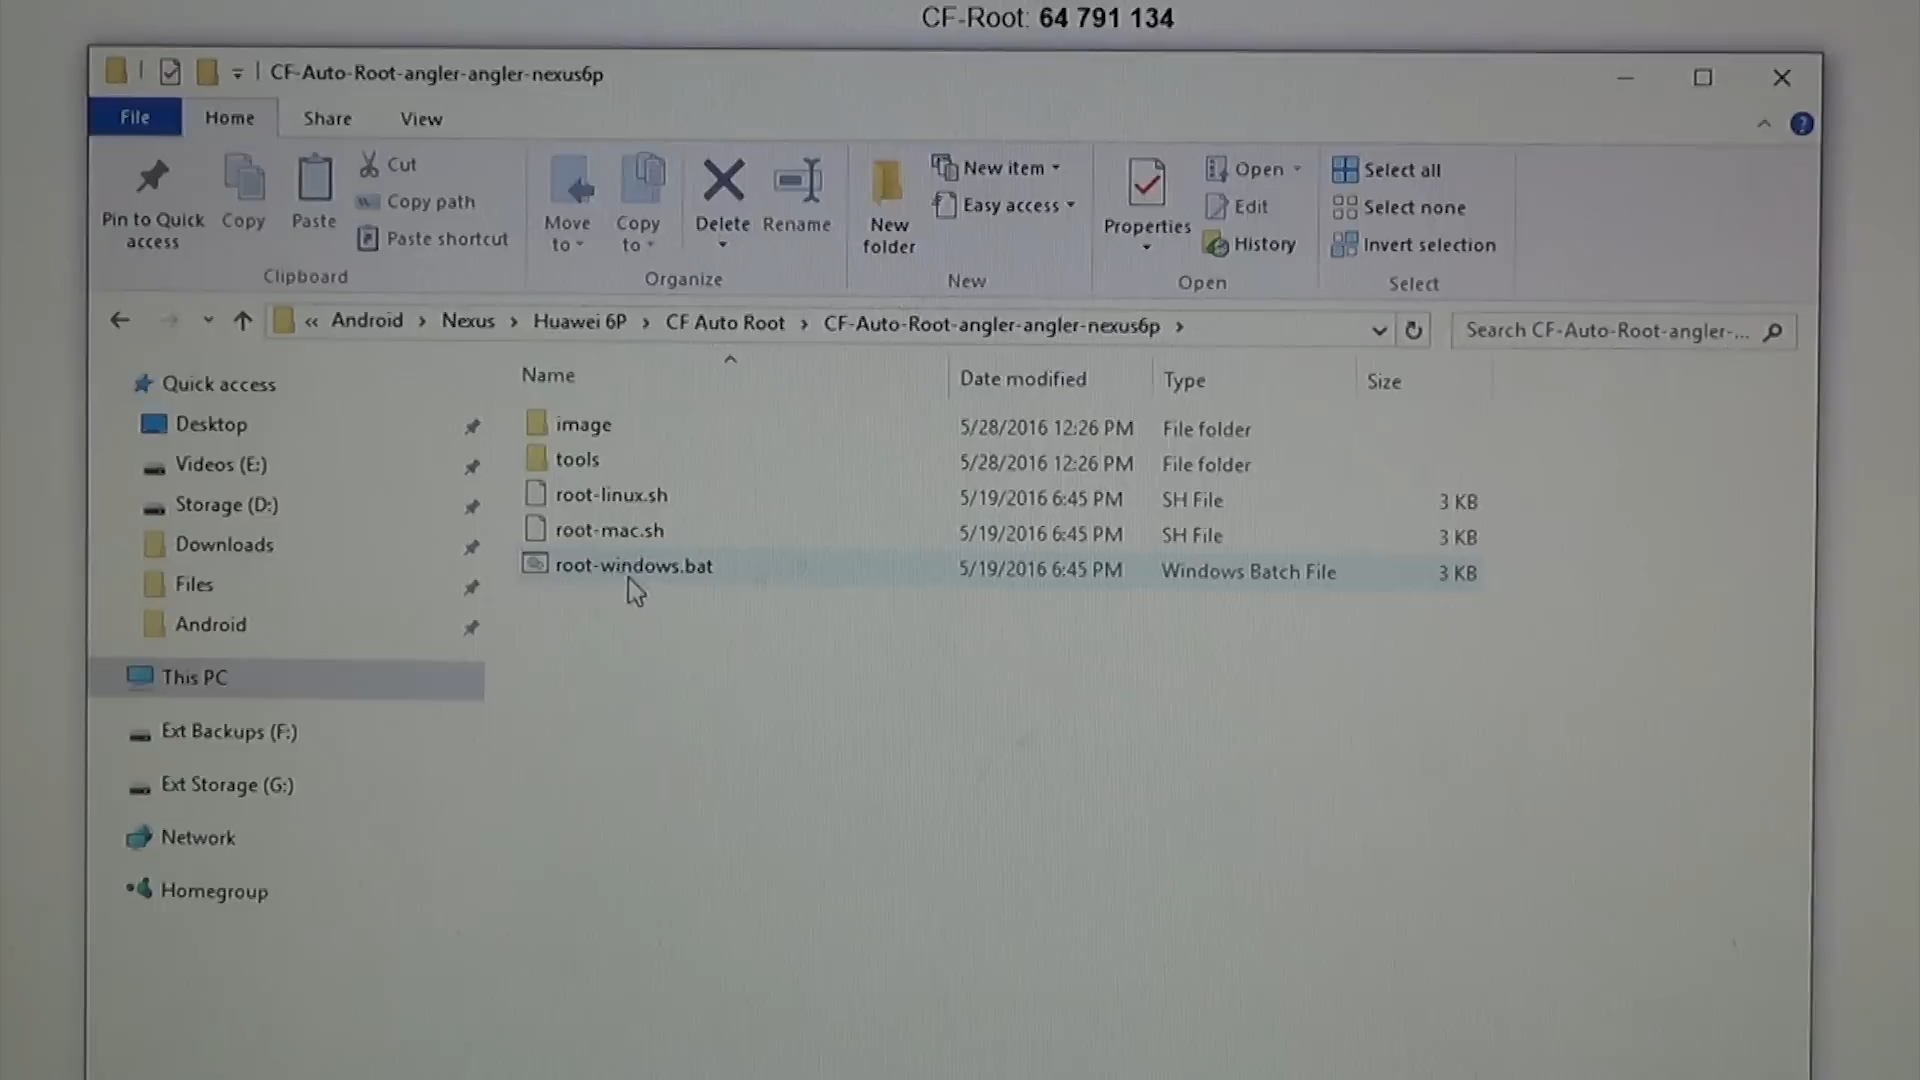 CF-Root: 64 791 134
CF-Auto-Root-angler-angler-nexus6p
File Home Share View
Pin to Quick access
Copy
Paste
Cut
Copy path
Paste shortcut
Clipboard
Move to
Copy to
Delete
Rename
Organize
New folder
New item
Easy access
New
Properties
Open
Edit
History
Open
Select all
Select none
Invert selection
Select
« Android › Nexus › Huawei 6P › CF Auto Root › CF-Auto-Root-angler-angler-nexus6p ›
Search CF-Auto-Root-angler-...
Quick access
Desktop
Videos (E:)
Storage (D:)
Downloads
Files
Android
This PC
Ext Backups (F:)
Ext Storage (G:)
Network
Homegroup
Name Date modified Type Size
image 5/28/2016 12:26 PM File folder
tools 5/28/2016 12:26 PM File folder
root-linux.sh 5/19/2016 6:45 PM SH File 3 KB
root-mac.sh 5/19/2016 6:45 PM SH File 3 KB
root-windows.bat 5/19/2016 6:45 PM Windows Batch File 3 KB